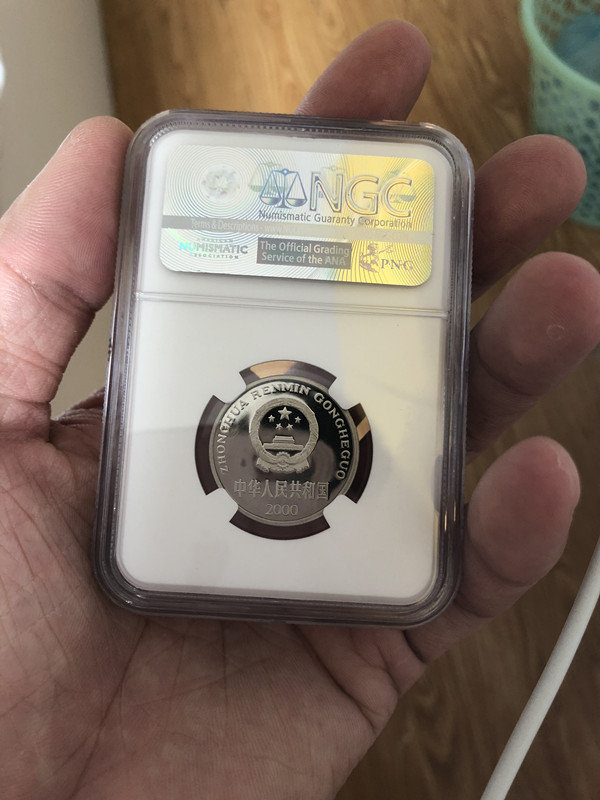 NGC
Numismatic Guaranty Corporation
NUMISMATIC
ASSOCIATION
The Official Grading
Service of the ANA
PNG
ZHONGHUA RENMIN GONGHEGUO
中华人民共和国
2000